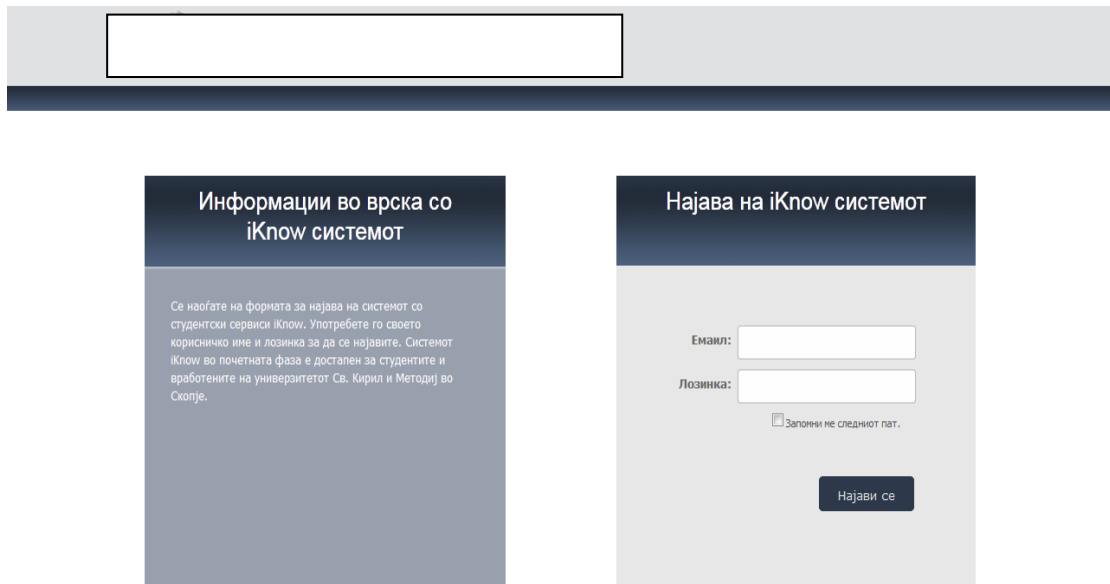 Информации во врска со
iKnow системот
Се наоѓате на формата за најава на системот со
студентски сервиси iKnow. Употребете го своето
корисничко име и лозинка за да се најавите. Системот
iKnow во почетната фаза е достапен за студентите и
вработените на универзитетот Св. Кирил и Методиј во
Скопје.
Најава на iKnow системот
Емаил:
Лозинка:
Запомни ме следниот пат.
Најави се